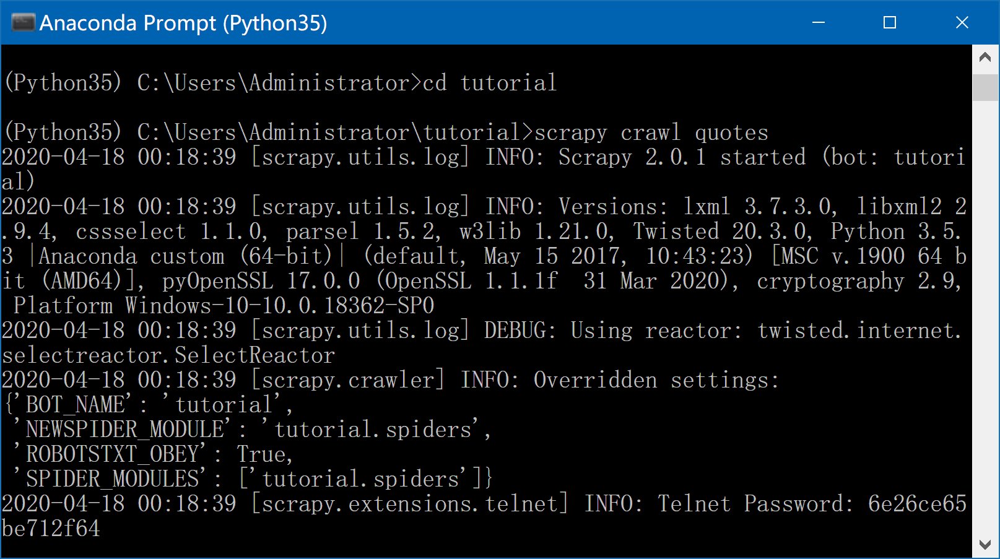 Anaconda Prompt (Python35)
(Python35) C:\Users\Administrator>cd tutorial
(Python35) C:\Users\Administrator\tutorial>scrapy crawl quotes
2020-04-18 00:18:39 [scrapy.utils.log] INFO: Scrapy 2.0.1 started (bot: tutori
al)
2020-04-18 00:18:39 [scrapy.utils.log] INFO: Versions: lxml 3.7.3.0, libxml2 2
.9.4, cssselect 1.1.0, parsel 1.5.2, w3lib 1.21.0, Twisted 20.3.0, Python 3.5.
3 |Anaconda custom (64-bit)| (default, May 15 2017, 10:43:23) [MSC v.1900 64 b
it (AMD64)], pyOpenSSL 17.0.0 (OpenSSL 1.1.1f  31 Mar 2020), cryptography 2.9,
 Platform Windows-10-10.0.18362-SP0
2020-04-18 00:18:39 [scrapy.utils.log] DEBUG: Using reactor: twisted.internet.
selectreactor.SelectReactor
2020-04-18 00:18:39 [scrapy.crawler] INFO: Overridden settings:
{'BOT_NAME': 'tutorial',
 'NEWSPIDER_MODULE': 'tutorial.spiders',
 'ROBOTSTXT_OBEY': True,
 'SPIDER_MODULES': ['tutorial.spiders']}
2020-04-18 00:18:39 [scrapy.extensions.telnet] INFO: Telnet Password: 6e26ce65
be712f64